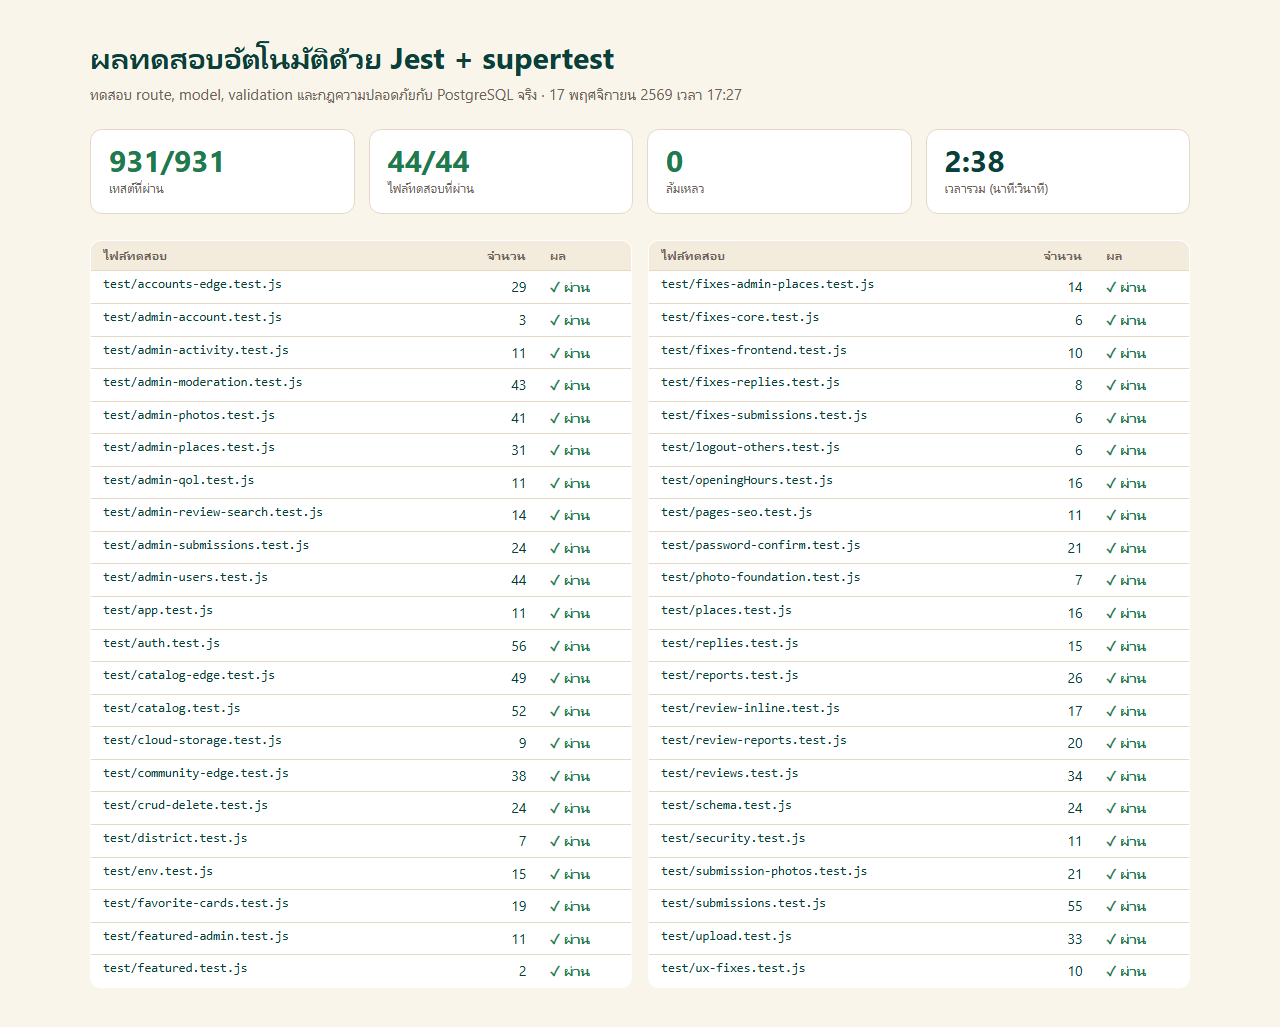 ผลทดสอบอัตโนมัติด้วย Jest + supertest
ทดสอบ route, model, validation และกฎความปลอดภัยกับ PostgreSQL จริง · 17 พฤศจิกายน 2569 เวลา 17:27
931/931
เทสต์ที่ผ่าน
44/44
ไฟล์ทดสอบที่ผ่าน
0
ล้มเหลว
2:38
เวลารวม (นาที:วินาที)
ไฟล์ทดสอบ จำนวน ผล
test/accounts-edge.test.js 29 ✓ ผ่าน
test/admin-account.test.js 3 ✓ ผ่าน
test/admin-activity.test.js 11 ✓ ผ่าน
test/admin-moderation.test.js 43 ✓ ผ่าน
test/admin-photos.test.js 41 ✓ ผ่าน
test/admin-places.test.js 31 ✓ ผ่าน
test/admin-qol.test.js 11 ✓ ผ่าน
test/admin-review-search.test.js 14 ✓ ผ่าน
test/admin-submissions.test.js 24 ✓ ผ่าน
test/admin-users.test.js 44 ✓ ผ่าน
test/app.test.js 11 ✓ ผ่าน
test/auth.test.js 56 ✓ ผ่าน
test/catalog-edge.test.js 49 ✓ ผ่าน
test/catalog.test.js 52 ✓ ผ่าน
test/cloud-storage.test.js 9 ✓ ผ่าน
test/community-edge.test.js 38 ✓ ผ่าน
test/crud-delete.test.js 24 ✓ ผ่าน
test/district.test.js 7 ✓ ผ่าน
test/env.test.js 15 ✓ ผ่าน
test/favorite-cards.test.js 19 ✓ ผ่าน
test/featured-admin.test.js 11 ✓ ผ่าน
test/featured.test.js 2 ✓ ผ่าน
ไฟล์ทดสอบ จำนวน ผล
test/fixes-admin-places.test.js 14 ✓ ผ่าน
test/fixes-core.test.js 6 ✓ ผ่าน
test/fixes-frontend.test.js 10 ✓ ผ่าน
test/fixes-replies.test.js 8 ✓ ผ่าน
test/fixes-submissions.test.js 6 ✓ ผ่าน
test/logout-others.test.js 6 ✓ ผ่าน
test/openingHours.test.js 16 ✓ ผ่าน
test/pages-seo.test.js 11 ✓ ผ่าน
test/password-confirm.test.js 21 ✓ ผ่าน
test/photo-foundation.test.js 7 ✓ ผ่าน
test/places.test.js 16 ✓ ผ่าน
test/replies.test.js 15 ✓ ผ่าน
test/reports.test.js 26 ✓ ผ่าน
test/review-inline.test.js 17 ✓ ผ่าน
test/review-reports.test.js 20 ✓ ผ่าน
test/reviews.test.js 34 ✓ ผ่าน
test/schema.test.js 24 ✓ ผ่าน
test/security.test.js 11 ✓ ผ่าน
test/submission-photos.test.js 21 ✓ ผ่าน
test/submissions.test.js 55 ✓ ผ่าน
test/upload.test.js 33 ✓ ผ่าน
test/ux-fixes.test.js 10 ✓ ผ่าน